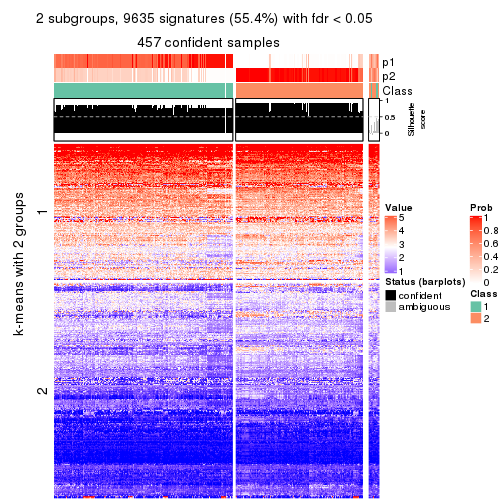 2 subgroups, 9635 signatures (55.4%) with fdr < 0.05
457 confident samples
p1
p2
Class
1
0.5
0
Silhouette
score
k-means with 2 groups
1
2
Value
5
4
3
2
1
Status (barplots)
confident
ambiguous
Prob
1
0.8
0.6
0.4
0.2
0
Class
1
2